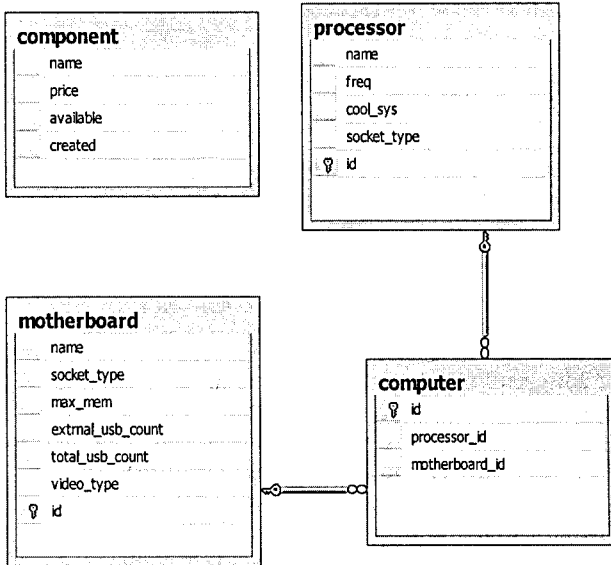 component
name
price
available
created
processor
name
freq
cool_sys
socket_type
id
motherboard
name
socket_type
max_mem
extrnal_usb_count
total_usb_count
video_type
id
computer
id
processor_id
motherboard_id